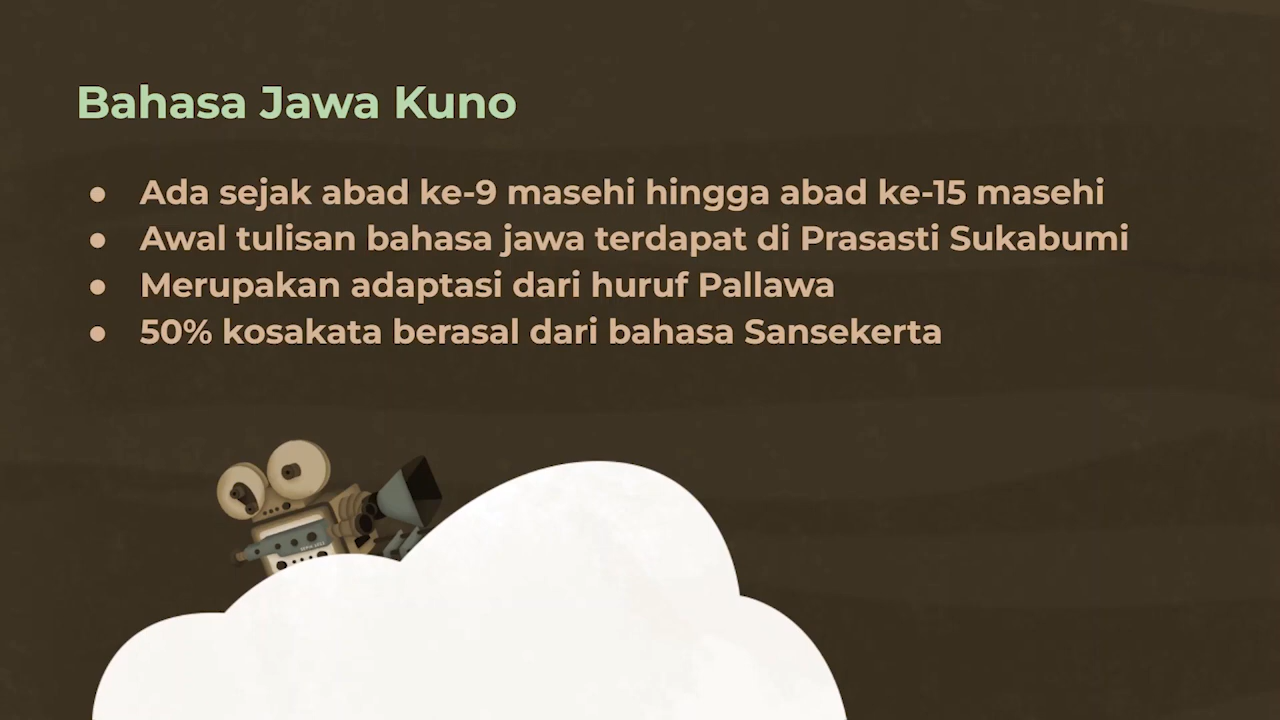 Bahasa Jawa Kuno
● Ada sejak abad ke-9 masehi hingga abad ke-15 masehi
● Awal tulisan bahasa jawa terdapat di Prasasti Sukabumi
● Merupakan adaptasi dari huruf Pallawa
● 50% kosakata berasal dari bahasa Sansekerta